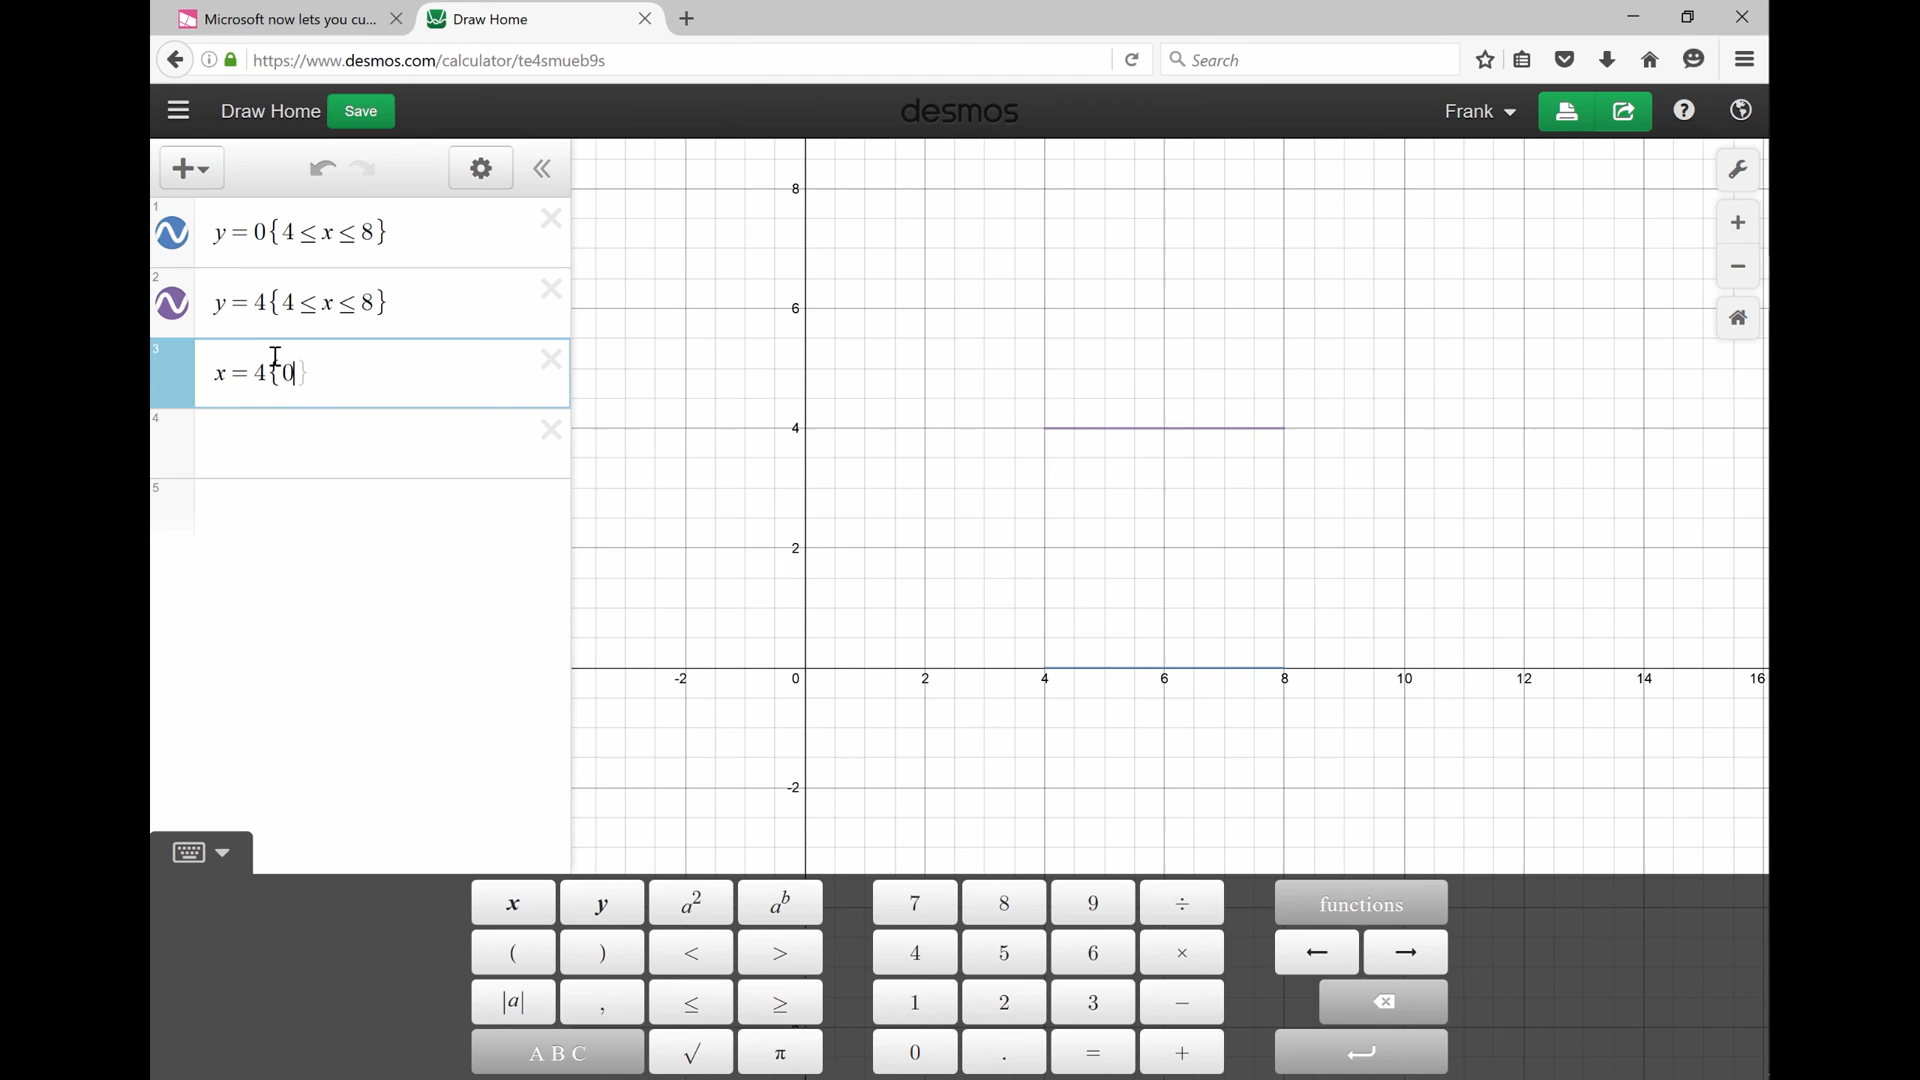 Microsoft now lets you cu...
Draw Home
https://www.desmos.com/calculator/te4smueb9s
Search
Draw Home
Save
desmos
Frank
?
1
y = 0{4 ≤ x ≤ 8}
2
y = 4{4 ≤ x ≤ 8}
3
x = 4{0}
4
5
8
6
4
2
-2
0
2
4
6
8
10
12
14
16
-2
x y a² aᵇ 7 8 9 ÷ functions
( ) < > 4 5 6 × ← →
|a| , ≤ ≥ 1 2 3 −
A B C √ π 0 . = +